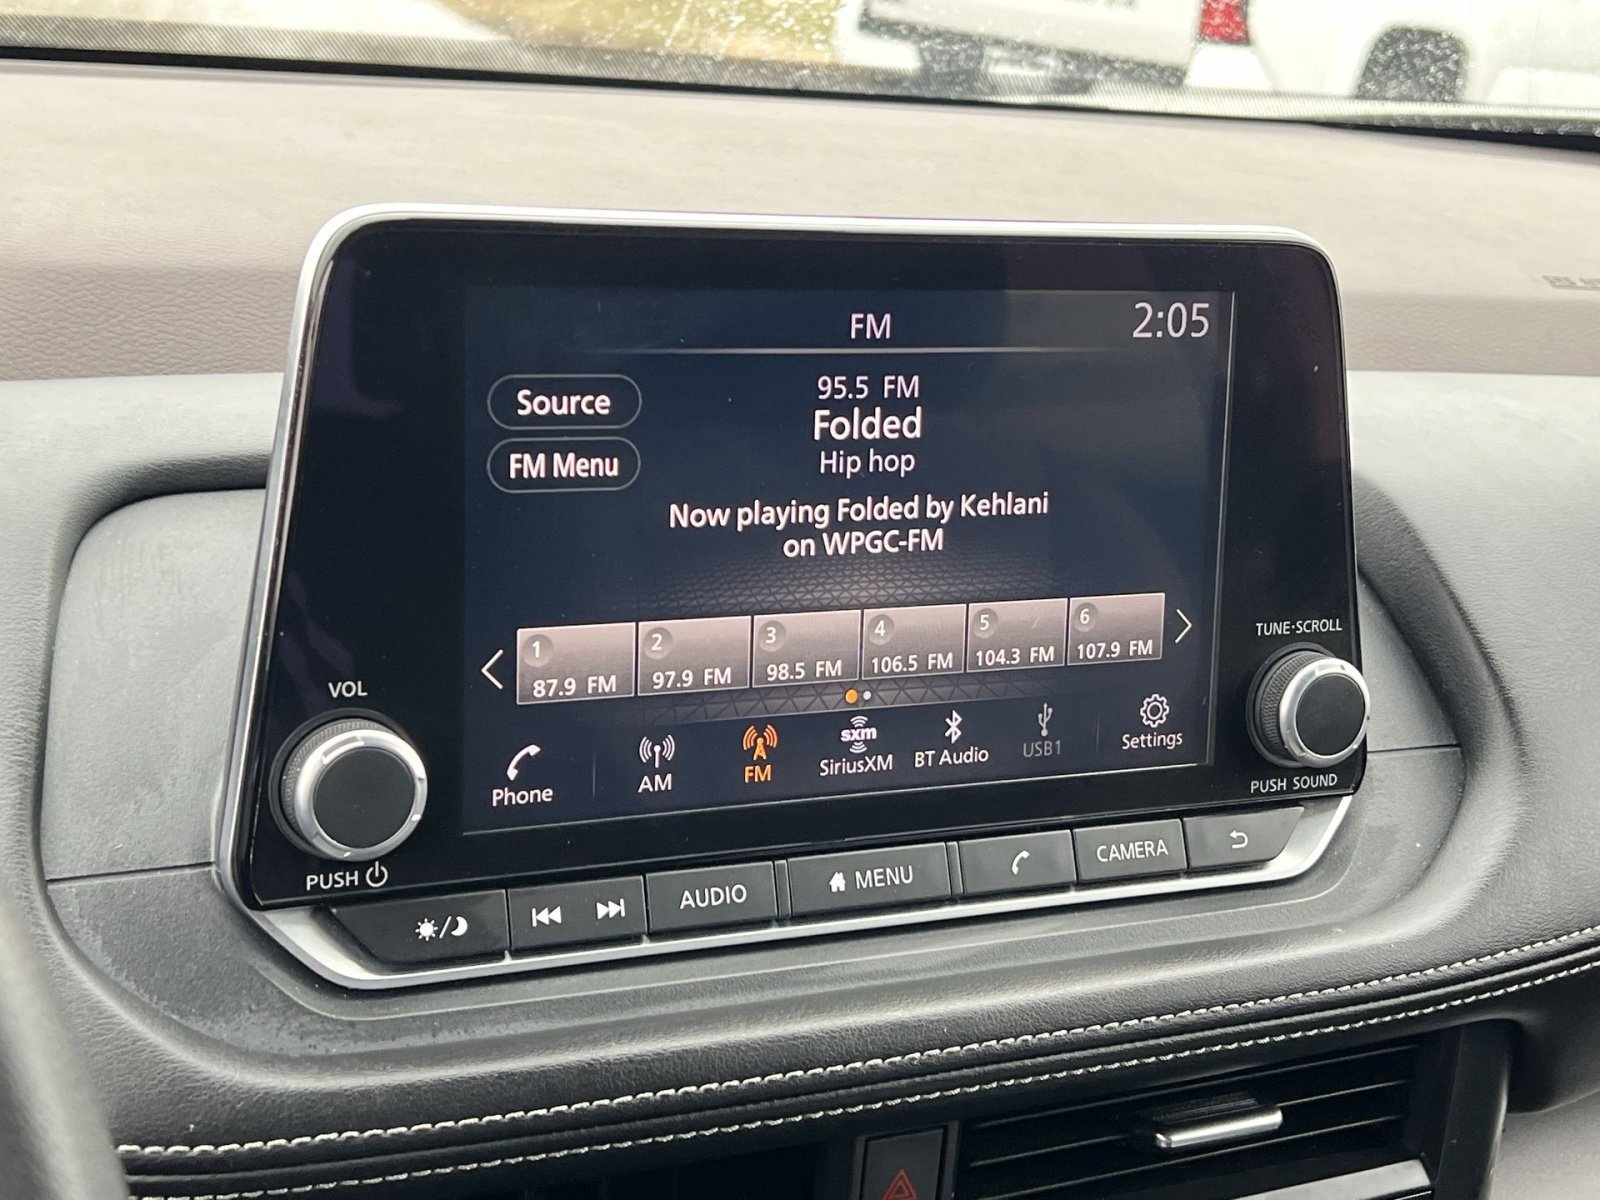 FM
2:05
Source
95.5 FM
Folded
FM Menu
Hip hop
Now playing Folded by Kehlani
on WPGC-FM
1
87.9 FM
2
97.9 FM
3
98.5 FM
4
106.5 FM
5
104.3 FM
6
107.9 FM
Phone
AM
FM
sxm
SiriusXM
BT Audio
USB1
Settings
VOL
PUSH
TUNE·SCROLL
PUSH SOUND
AUDIO
MENU
CAMERA